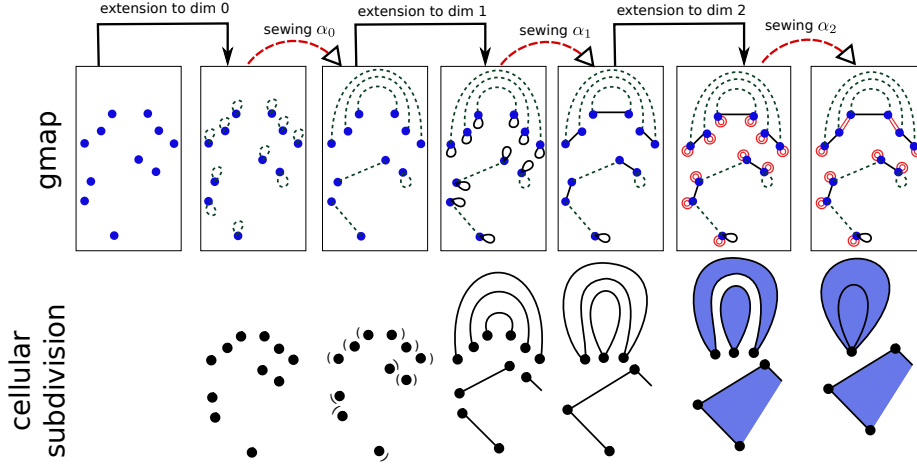 extension to dim 0
sewing α₀
extension to dim 1
sewing α₁
extension to dim 2
sewing α₂
gmap
cellular
subdivision